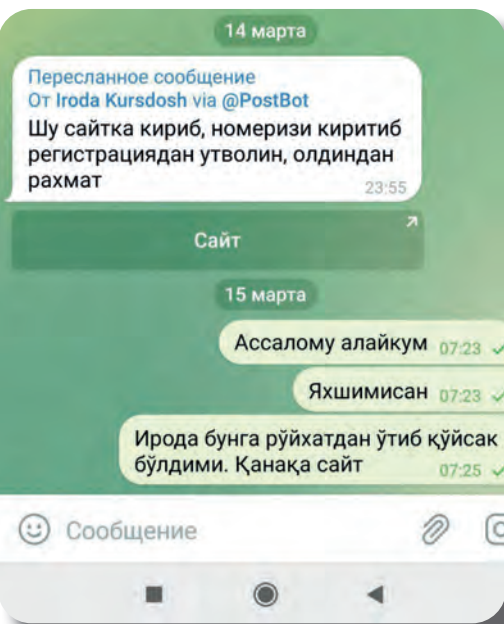 14 марта
Пересланное сообщение
От Iroda Kursdosh via @PostBot
Шу сайтка кириб, номеризи киритиб
регистрациядан утволин, олдиндан
рахмат
23:55
Сайт
15 марта
Ассалому алайкум 07:23
Яхшимисан 07:23
Ирода бунга рўйхатдан ўтиб қўйсак
бўлдими. Қанақа сайт 07:25
Сообщение